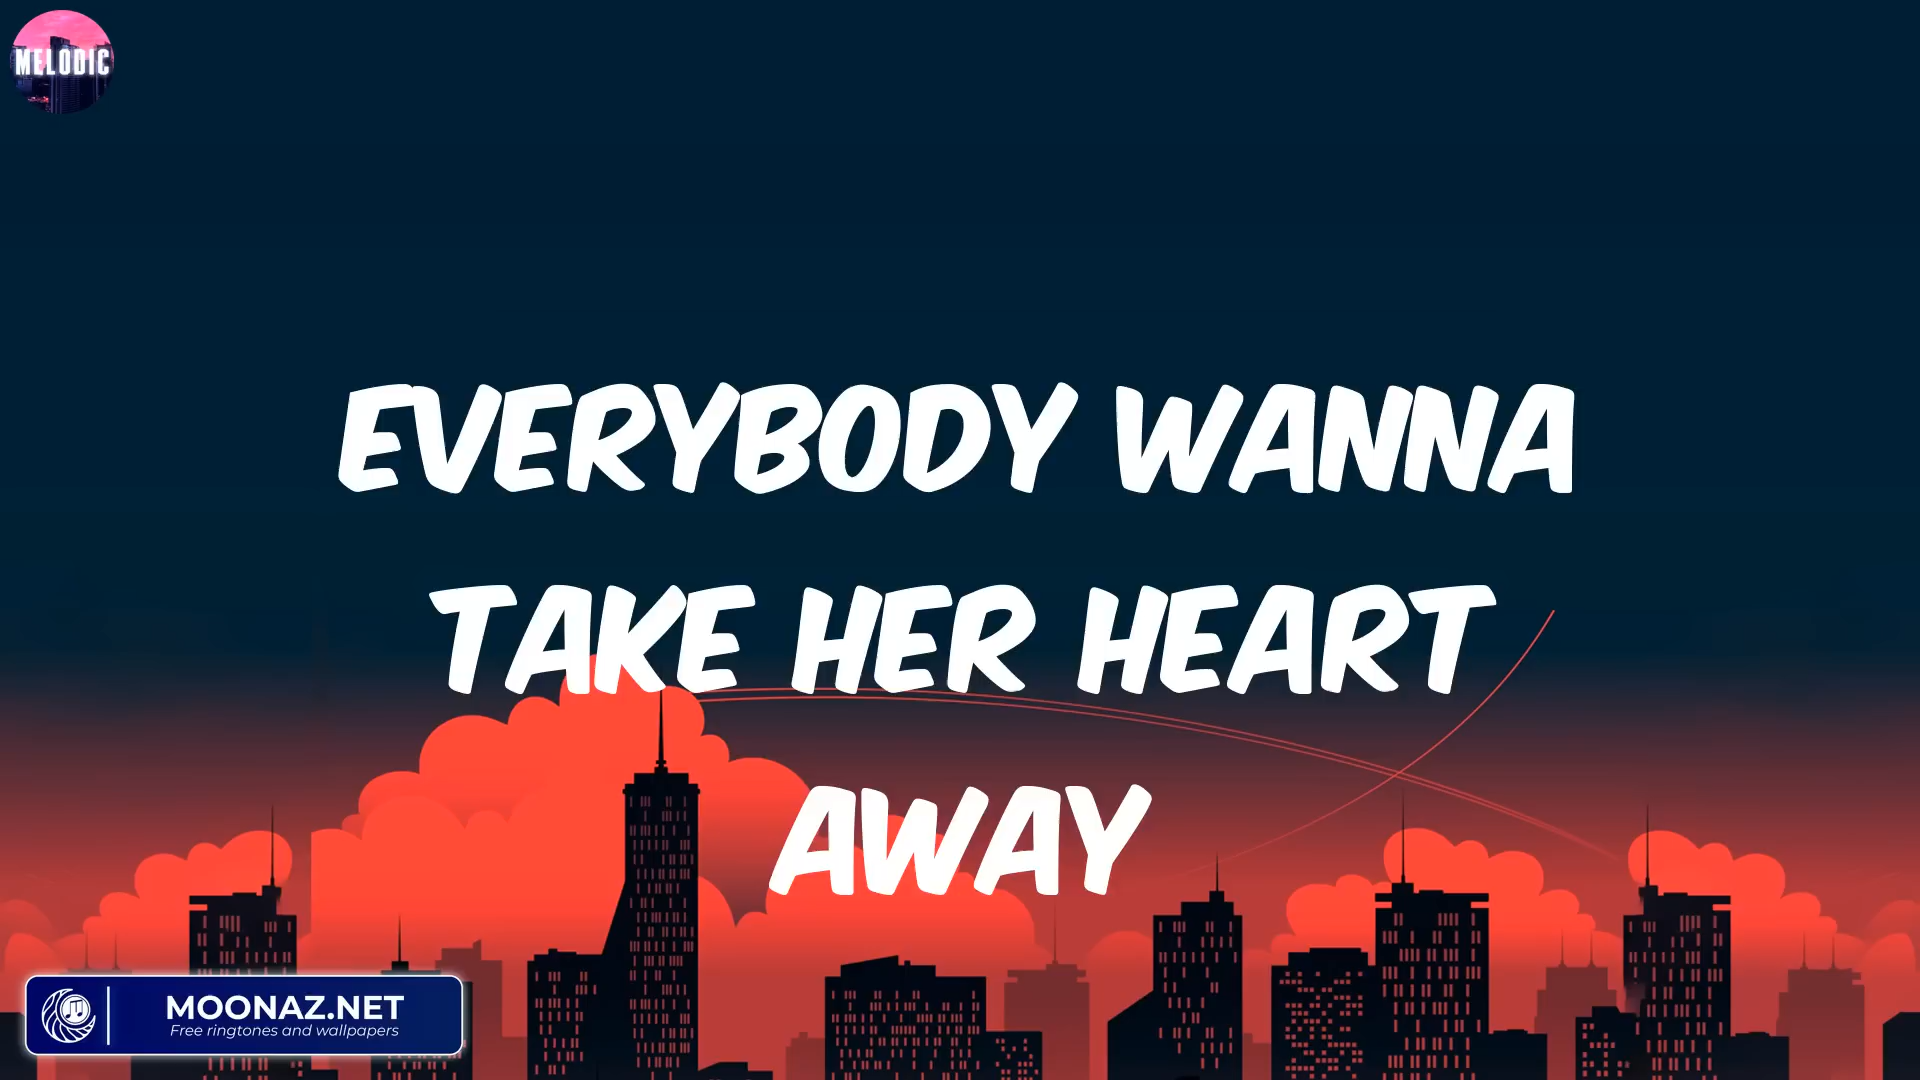 MELODIC
EVERYBODY WANNA
TAKE HER HEART
AWAY
MOONAZ.NET
Free ringtones and wallpapers